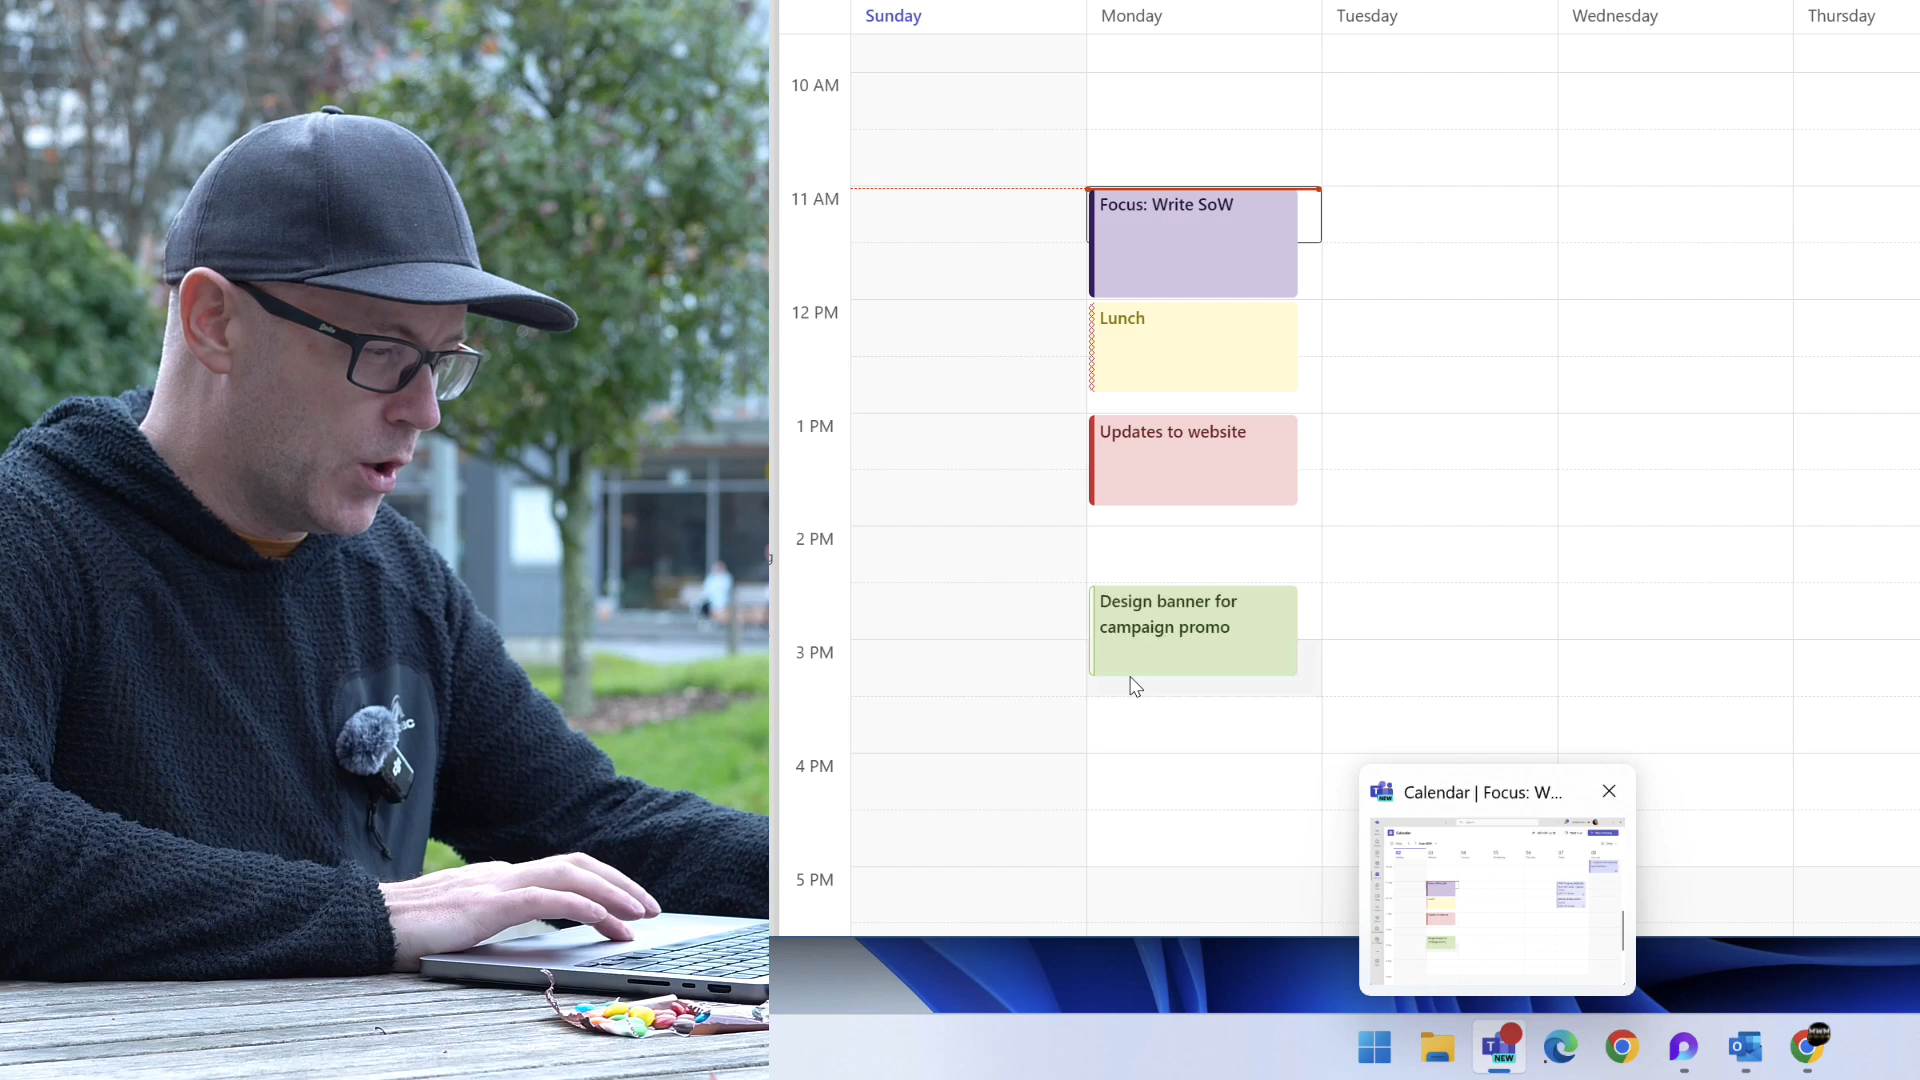 Sunday
Monday
Tuesday
Wednesday
Thursday
10 AM
11 AM
Focus: Write SoW
12 PM
Lunch
1 PM
Updates to website
2 PM
Design banner for
campaign promo
3 PM
4 PM
5 PM
Calendar | Focus: W...
Calendar
NEW